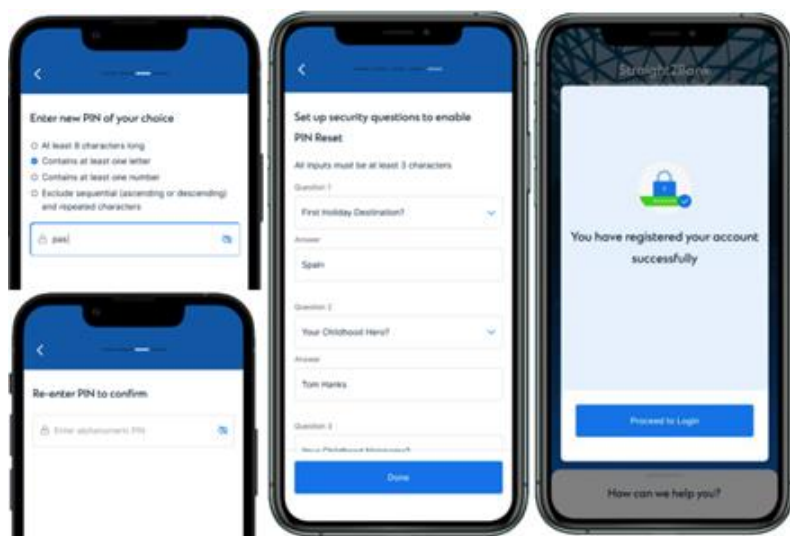 Enter new PIN of your choice
At least 8 characters long
Contains at least one letter
Contains at least one number
Exclude sequential (ascending or descending)
and repeated characters
pas
Re-enter PIN to confirm
Enter alphanumeric PIN
Set up security questions to enable
PIN Reset
All inputs must be at least 3 characters
Question 1
First Holiday Destination?
Answer
Spain
Question 2
Your Childhood Hero?
Answer
Tom Hanks
Question 3
Your Childhood Nickname?
Done
Straight2Bank
You have registered your account
successfully
Proceed to Login
How can we help you?